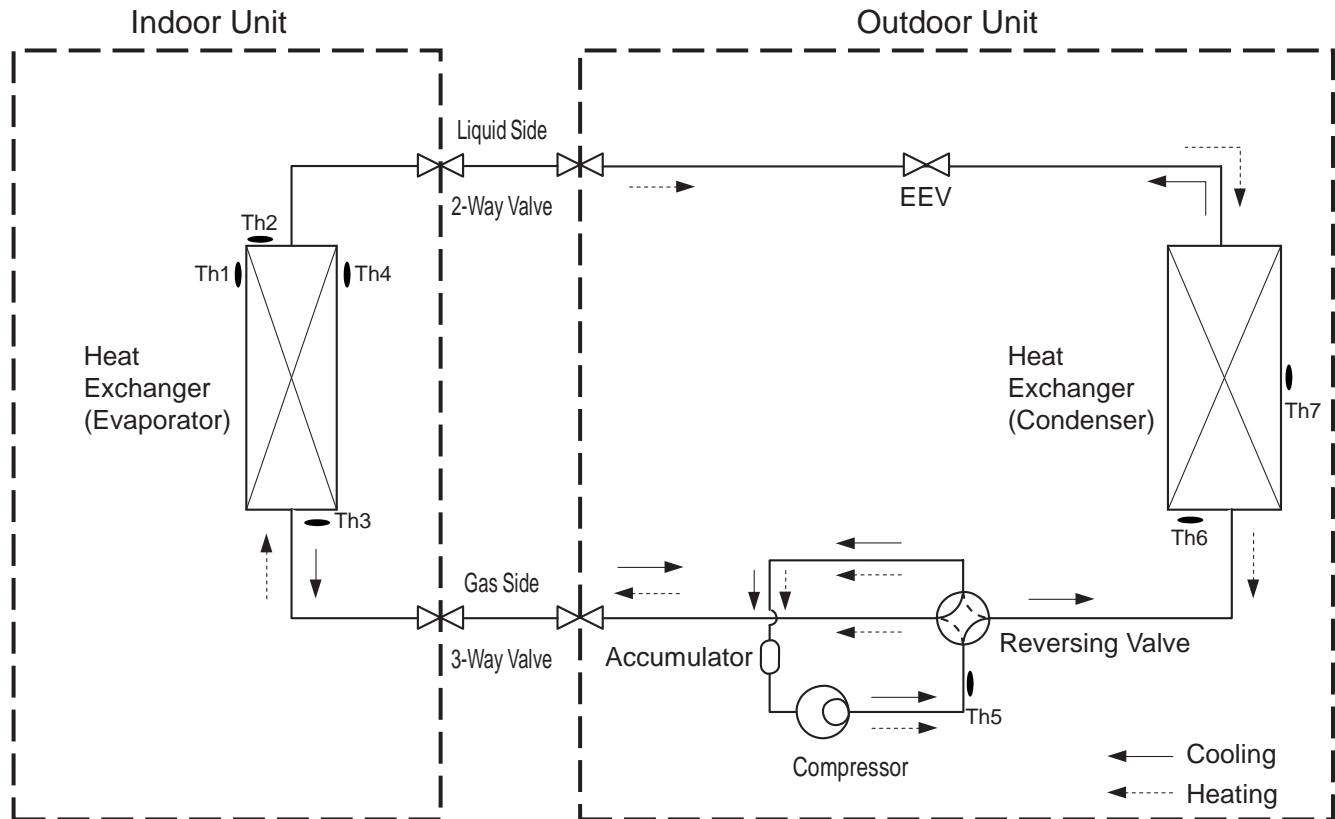 Indoor Unit
Outdoor Unit
Liquid Side
2-Way Valve
EEV
Th2
Th1
Th4
Heat
Exchanger
(Evaporator)
Heat
Exchanger
(Condenser)
Th7
Th3
Th6
Gas Side
3-Way Valve
Accumulator
Reversing Valve
Th5
Compressor
Cooling
Heating